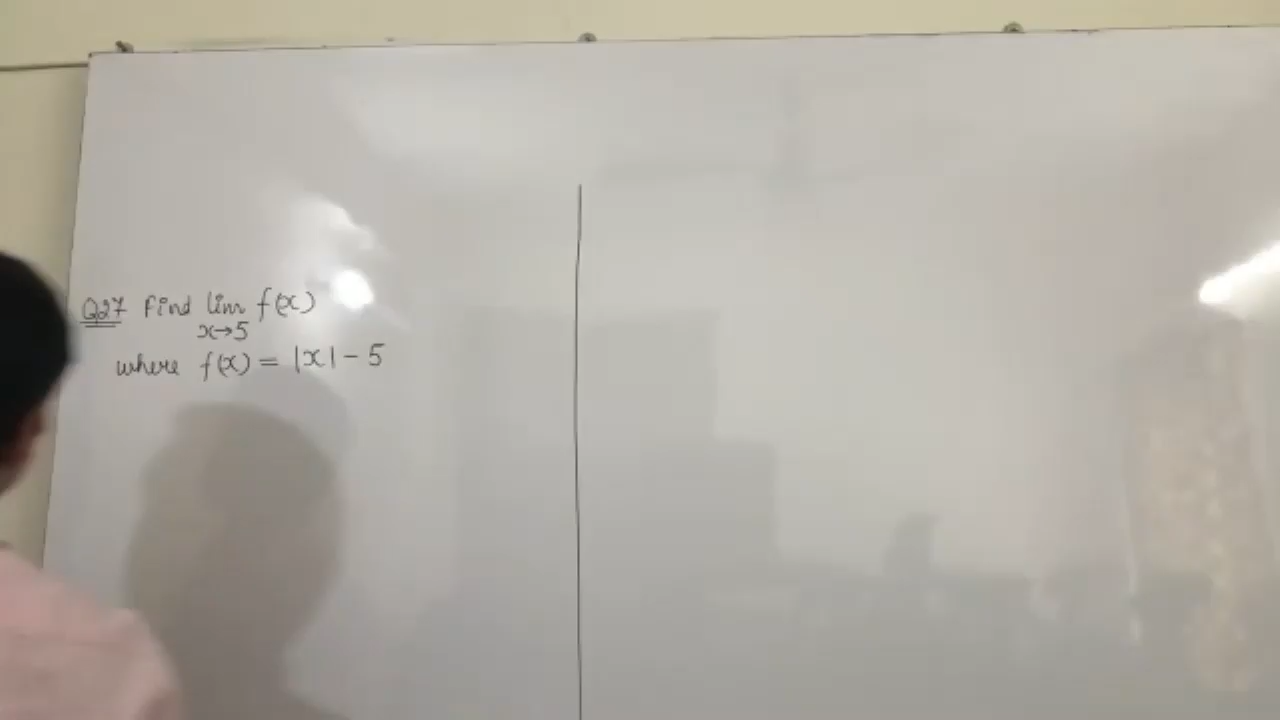 Q27 Find lim f(x)
x→5
where f(x) = |x| - 5